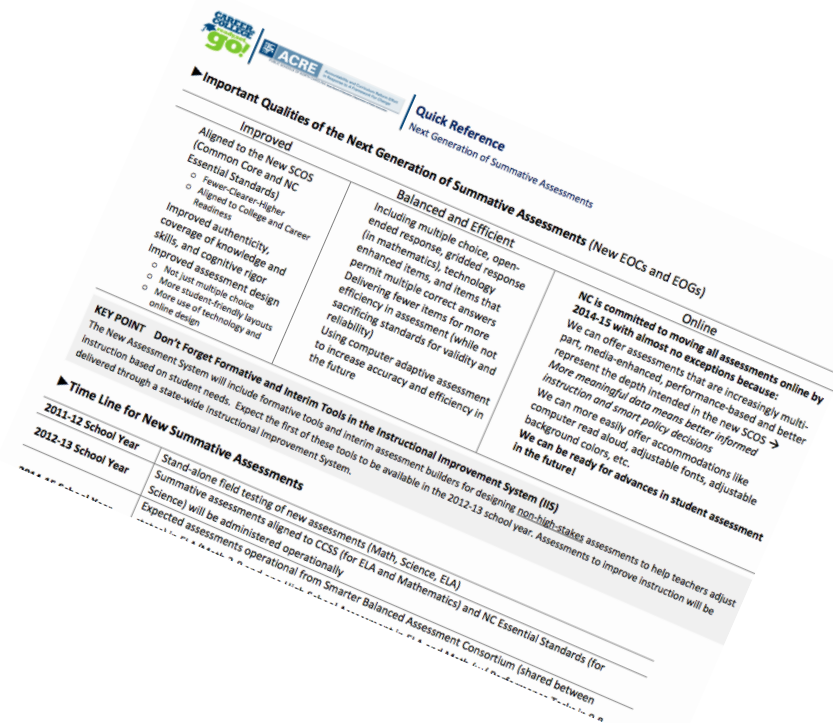 CAREER
COLLEGE
go!
ACRE
Quick Reference
Next Generation of Summative Assessments
▶Important Qualities of the Next Generation of Summative Assessments (New EOCs and EOGs)
Improved
Aligned to the New SCOS
(Common Core and NC
Essential Standards)
o Fewer-Clearer-Higher
o Aligned to College and Career
Readiness
Improved authenticity,
coverage of knowledge and
skills, and cognitive rigor
Improved assessment design
o Not just multiple choice
o More student-friendly layouts
o More use of technology and
online design
Balanced and Efficient
Including multiple choice, open-
ended response, gridded response
(in mathematics), technology
enhanced items, and items that
permit multiple correct answers
Delivering fewer items for more
efficiency in assessment (while not
sacrificing standards for validity and
reliability)
Using computer adaptive assessment
to increase accuracy and efficiency in
the future
Online
NC is committed to moving all assessments online by
2014-15 with almost no exceptions because:
We can offer assessments that are increasingly multi-
part, media-enhanced, performance-based and better
represent the depth intended in the new SCOS →
More meaningful data means better informed
instruction and smart policy decisions
We can more easily offer accommodations like
computer read aloud, adjustable fonts, adjustable
background colors, etc.
We can be ready for advances in student assessment
in the future!
KEY POINT Don't Forget Formative and Interim Tools in the Instructional Improvement System (IIS)
The New Assessment System will include formative tools and interim assessment builders for designing non-high-stakes assessments to help teachers adjust
instruction based on student needs. Expect the first of these tools to be available in the 2012-13 school year. Assessments to improve instruction will be
delivered through a state-wide Instructional Improvement System.
▶Time Line for New Summative Assessments
2011-12 School Year
Stand-alone field testing of new assessments (Math, Science, ELA)
2012-13 School Year
Summative assessments aligned to CCSS (for ELA and Mathematics) and NC Essential Standards (for
Science) will be administered operationally
Expected assessments operational from Smarter Balanced Assessment Consortium (shared between